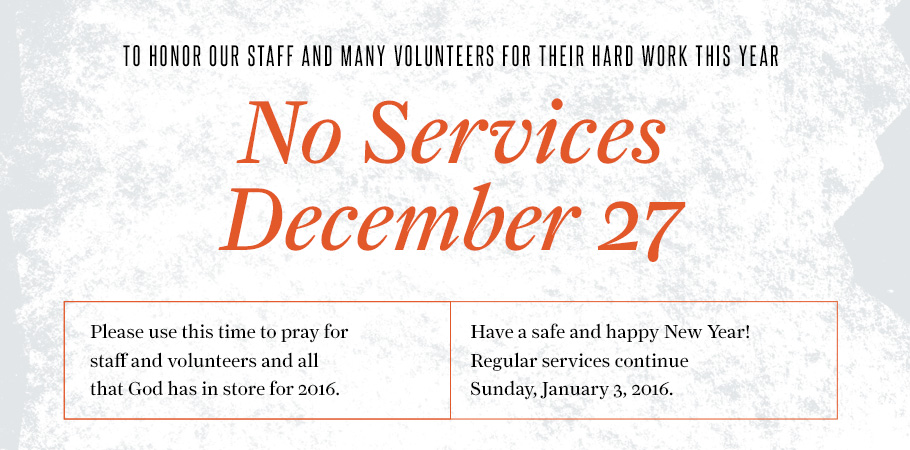 TO HONOR OUR STAFF AND MANY VOLUNTEERS FOR THEIR HARD WORK THIS YEAR
No Services
December 27
Please use this time to pray for
staff and volunteers and all
that God has in store for 2016.
Have a safe and happy New Year!
Regular services continue
Sunday, January 3, 2016.